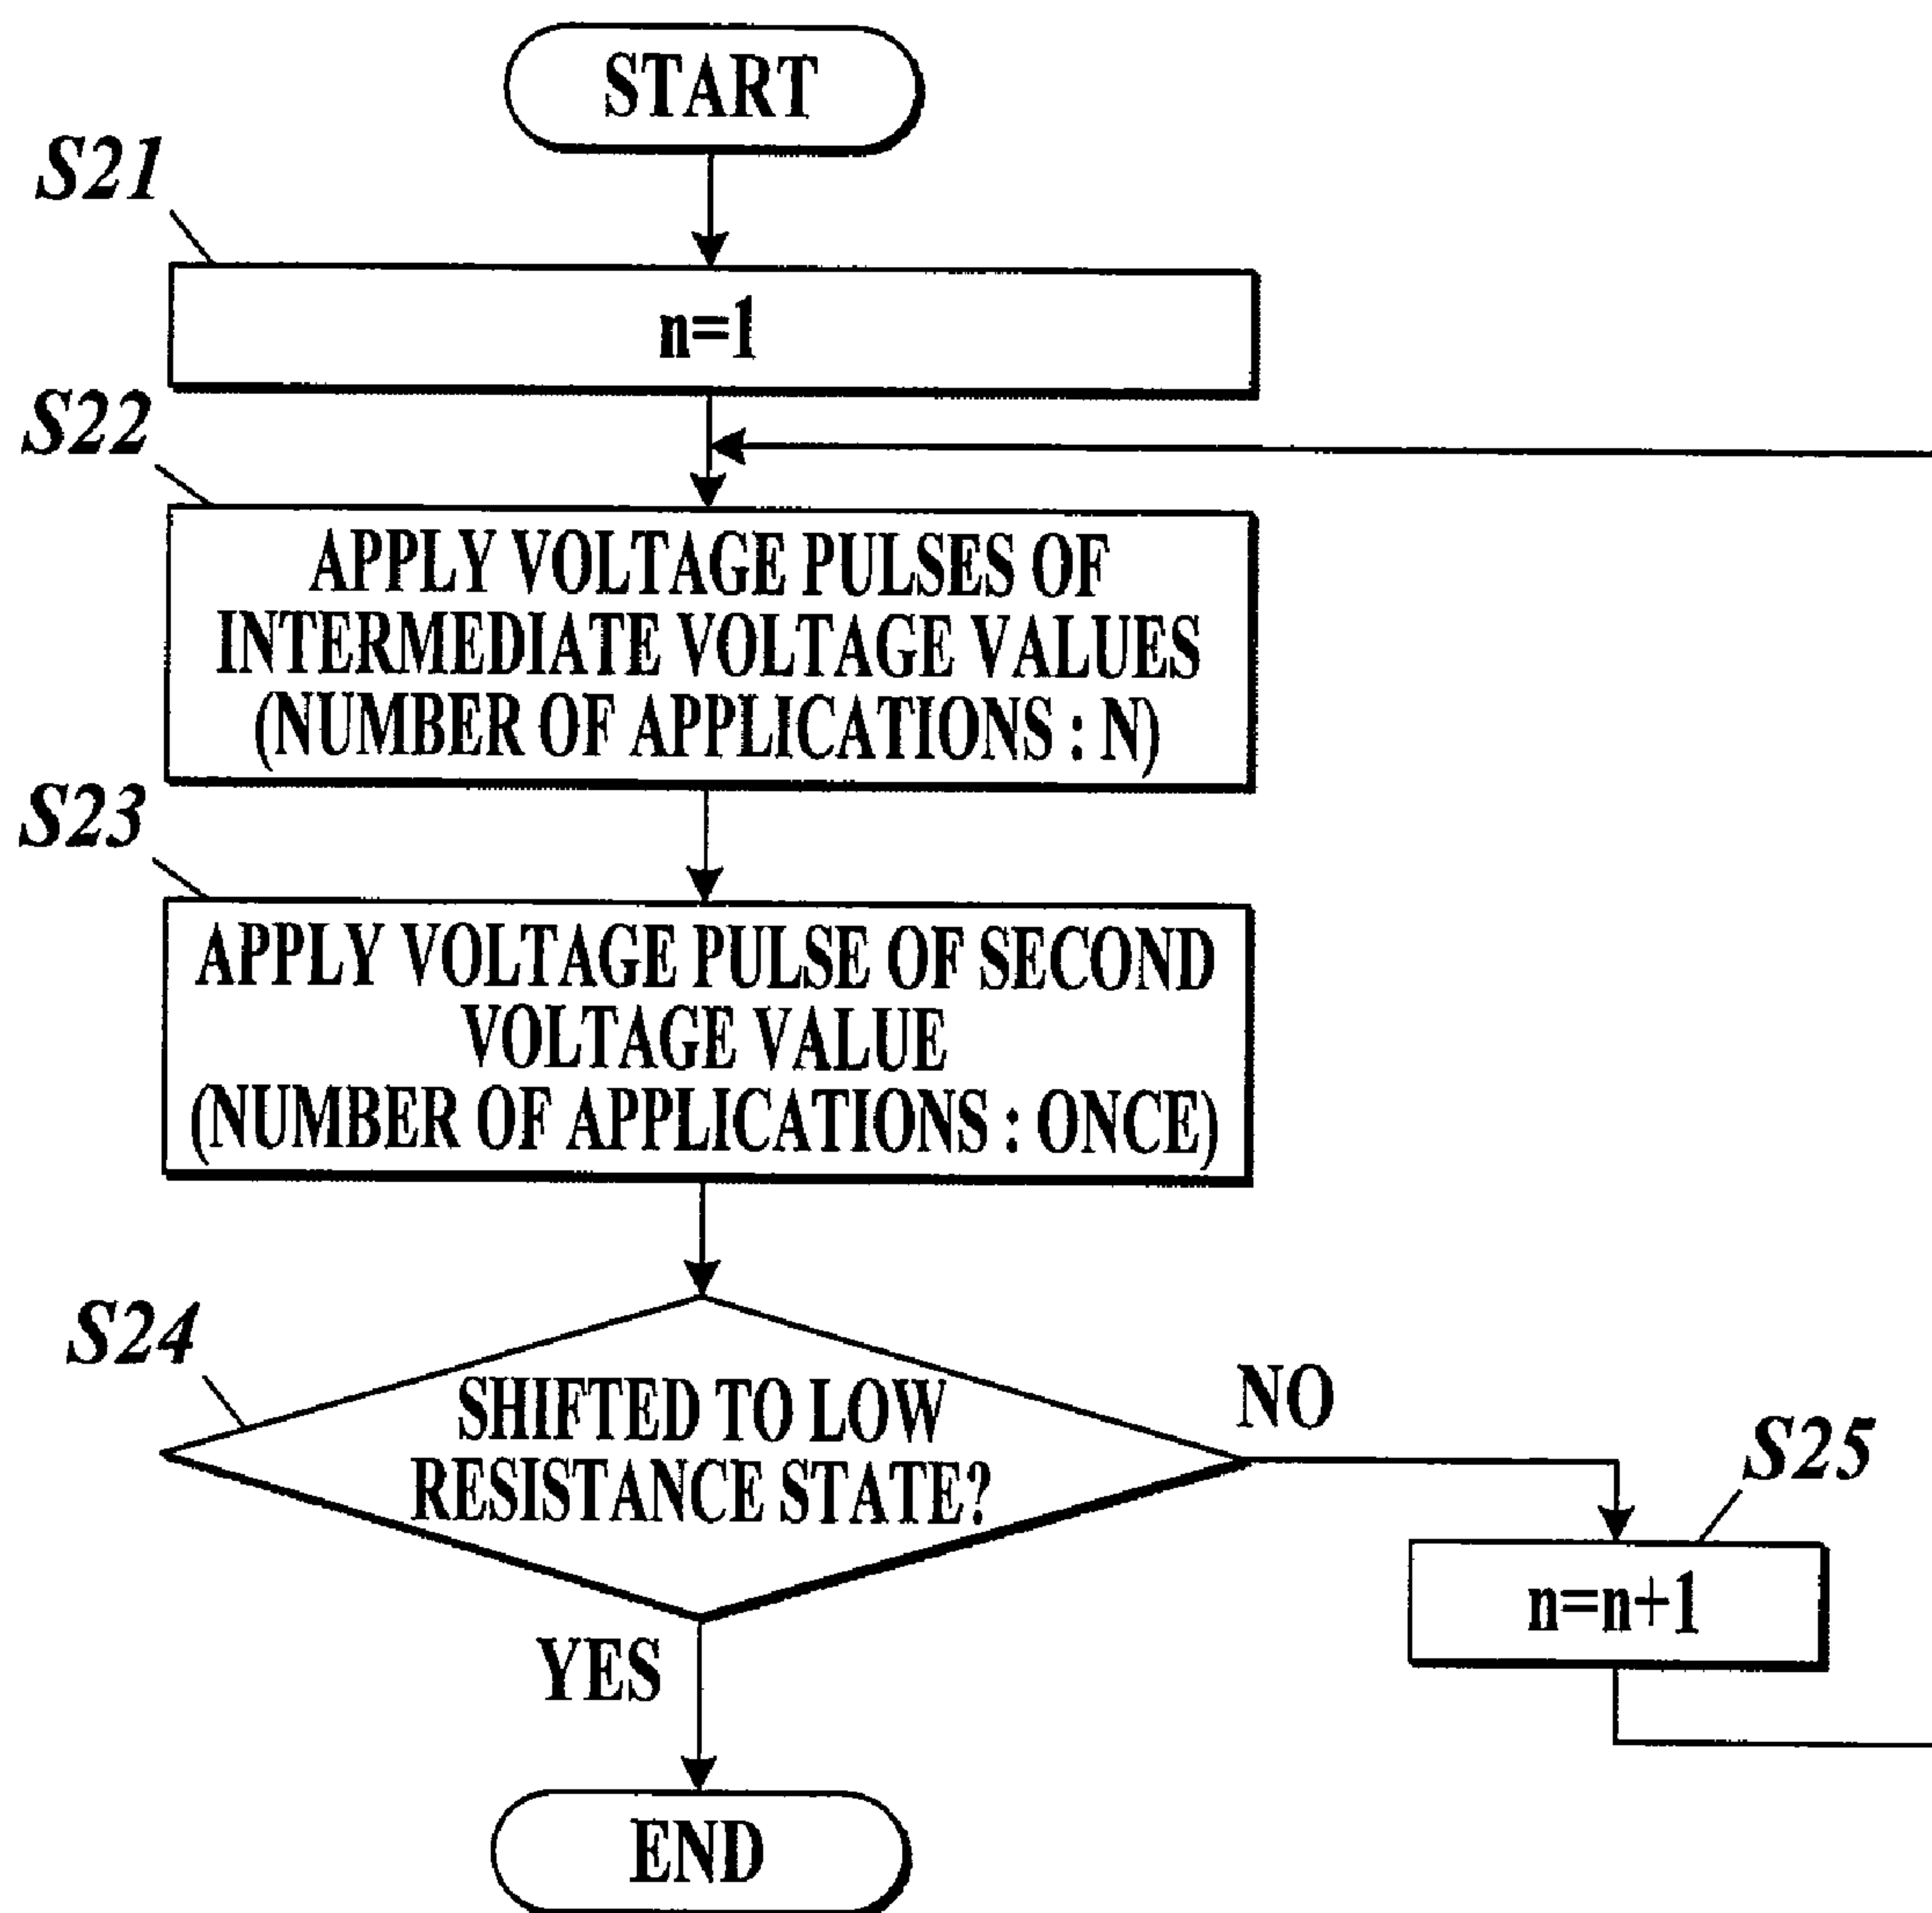 START
S21
n=1
S22
APPLY VOLTAGE PULSES OF
INTERMEDIATE VOLTAGE VALUES
(NUMBER OF APPLICATIONS : N)
S23
APPLY VOLTAGE PULSE OF SECOND
VOLTAGE VALUE
(NUMBER OF APPLICATIONS : ONCE)
S24
SHIFTED TO LOW
RESISTANCE STATE?
NO
S25
n=n+1
YES
END